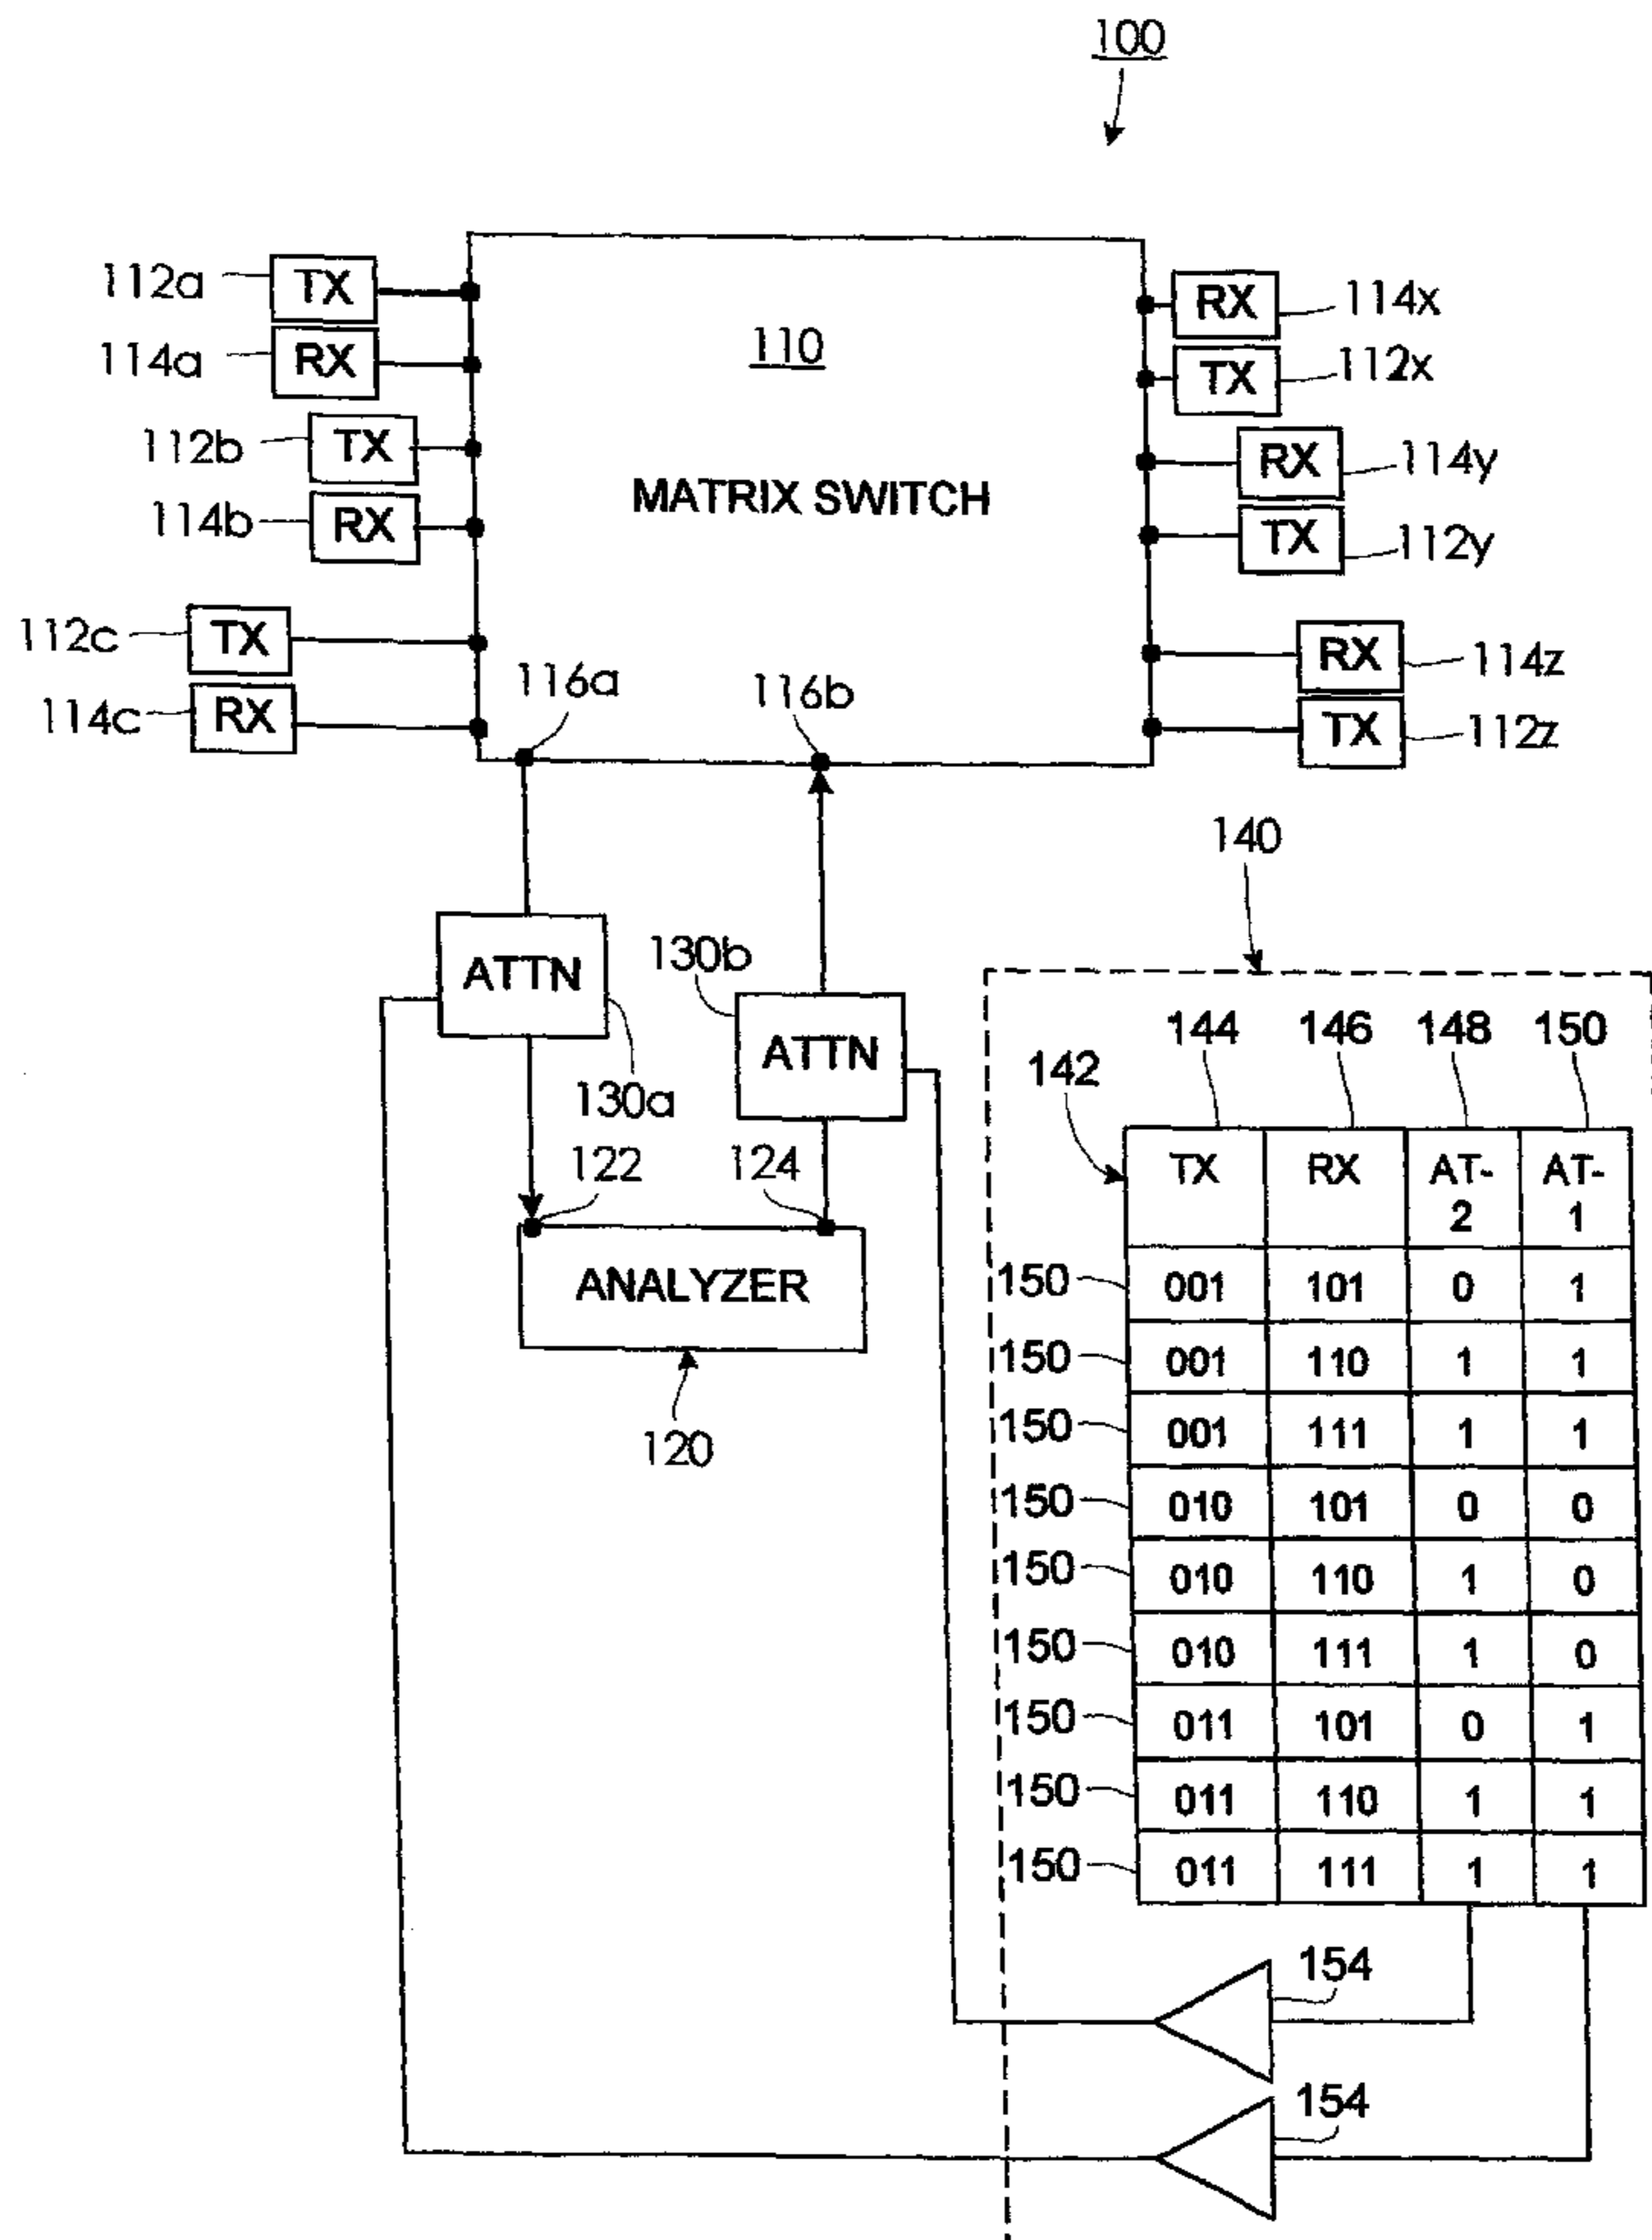 100
112a TX
114a RX
112b TX
114b RX
112c TX
114c RX
110
MATRIX SWITCH
RX 114x
TX 112x
RX 114y
TX 112y
RX 114z
TX 112z
116a
116b
ATTN
130a
130b
ATTN
122
124
ANALYZER
120
140
142
144 146 148 150
TX RX AT-2 AT-1
150 001 101 0 1
150 001 110 1 1
150 001 111 1 1
150 010 101 0 0
150 010 110 1 0
150 010 111 1 0
150 011 101 0 1
150 011 110 1 1
150 011 111 1 1
154
154